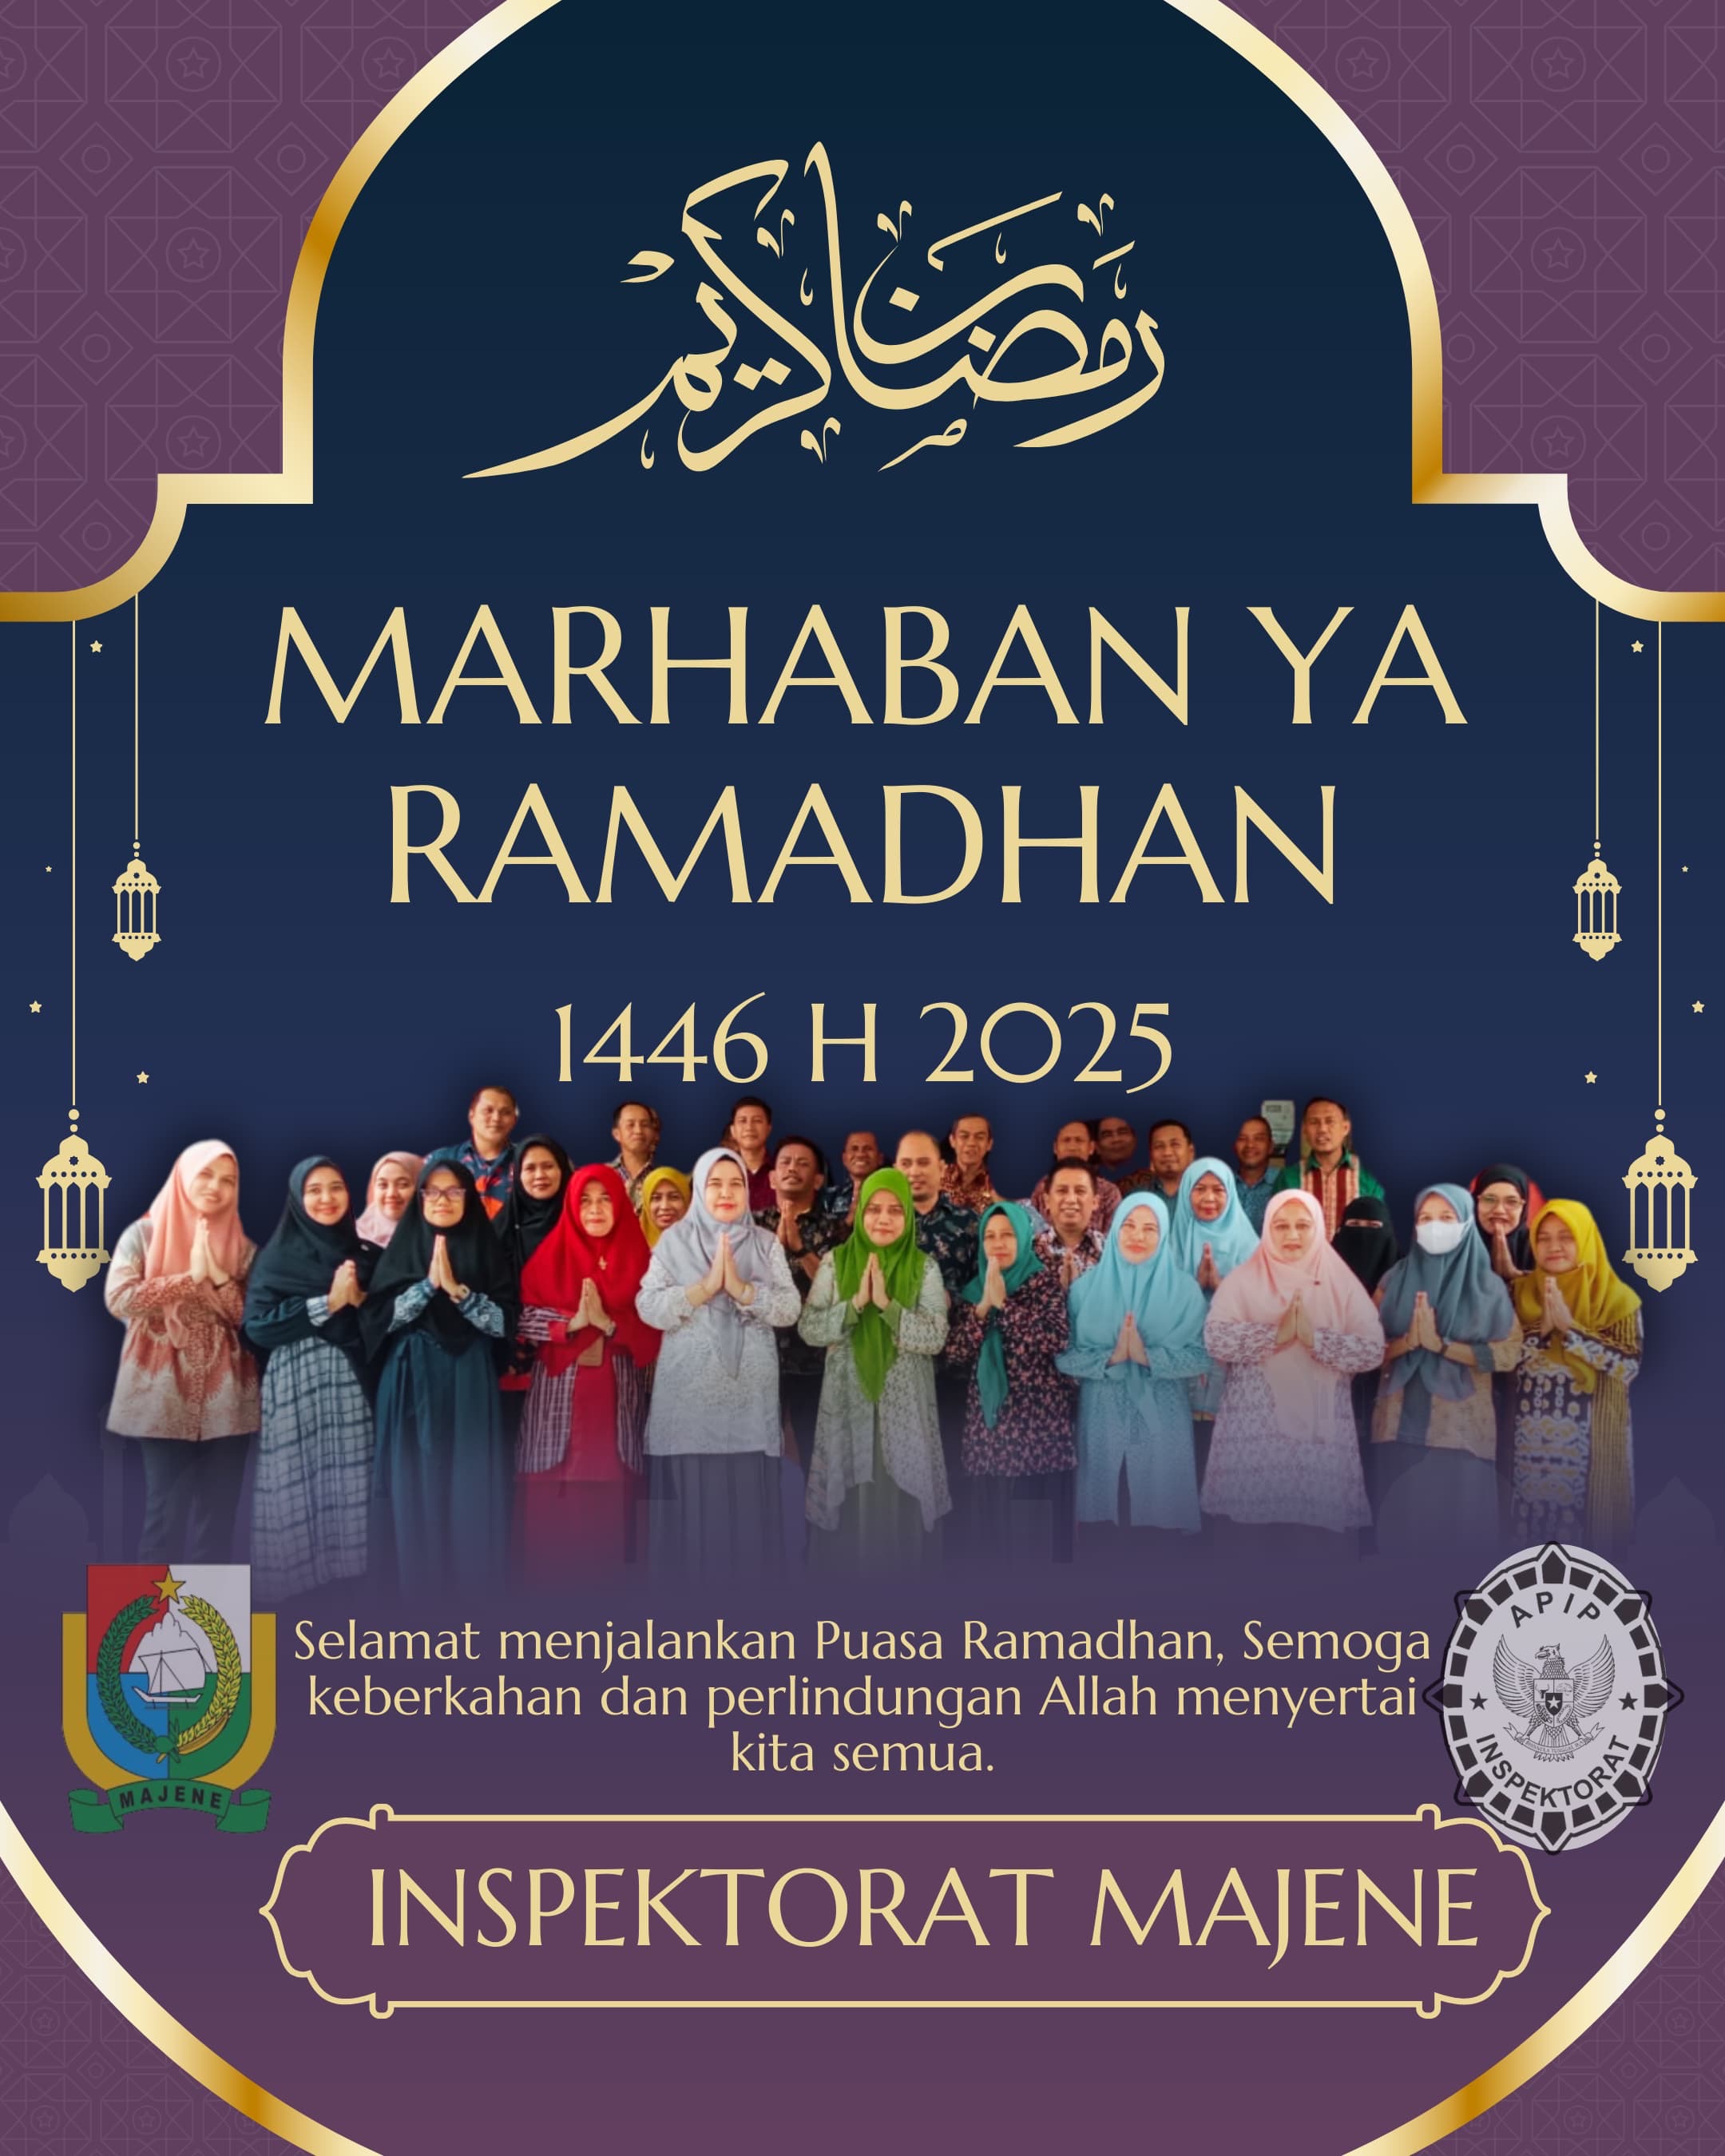 رمضان كريم
MARHABAN YA
RAMADHAN
1446 H 2025
Selamat menjalankan Puasa Ramadhan, Semoga
keberkahan dan perlindungan Allah menyertai
kita semua.
MAJENE
APIP
INSPEKTORAT
INSPEKTORAT MAJENE